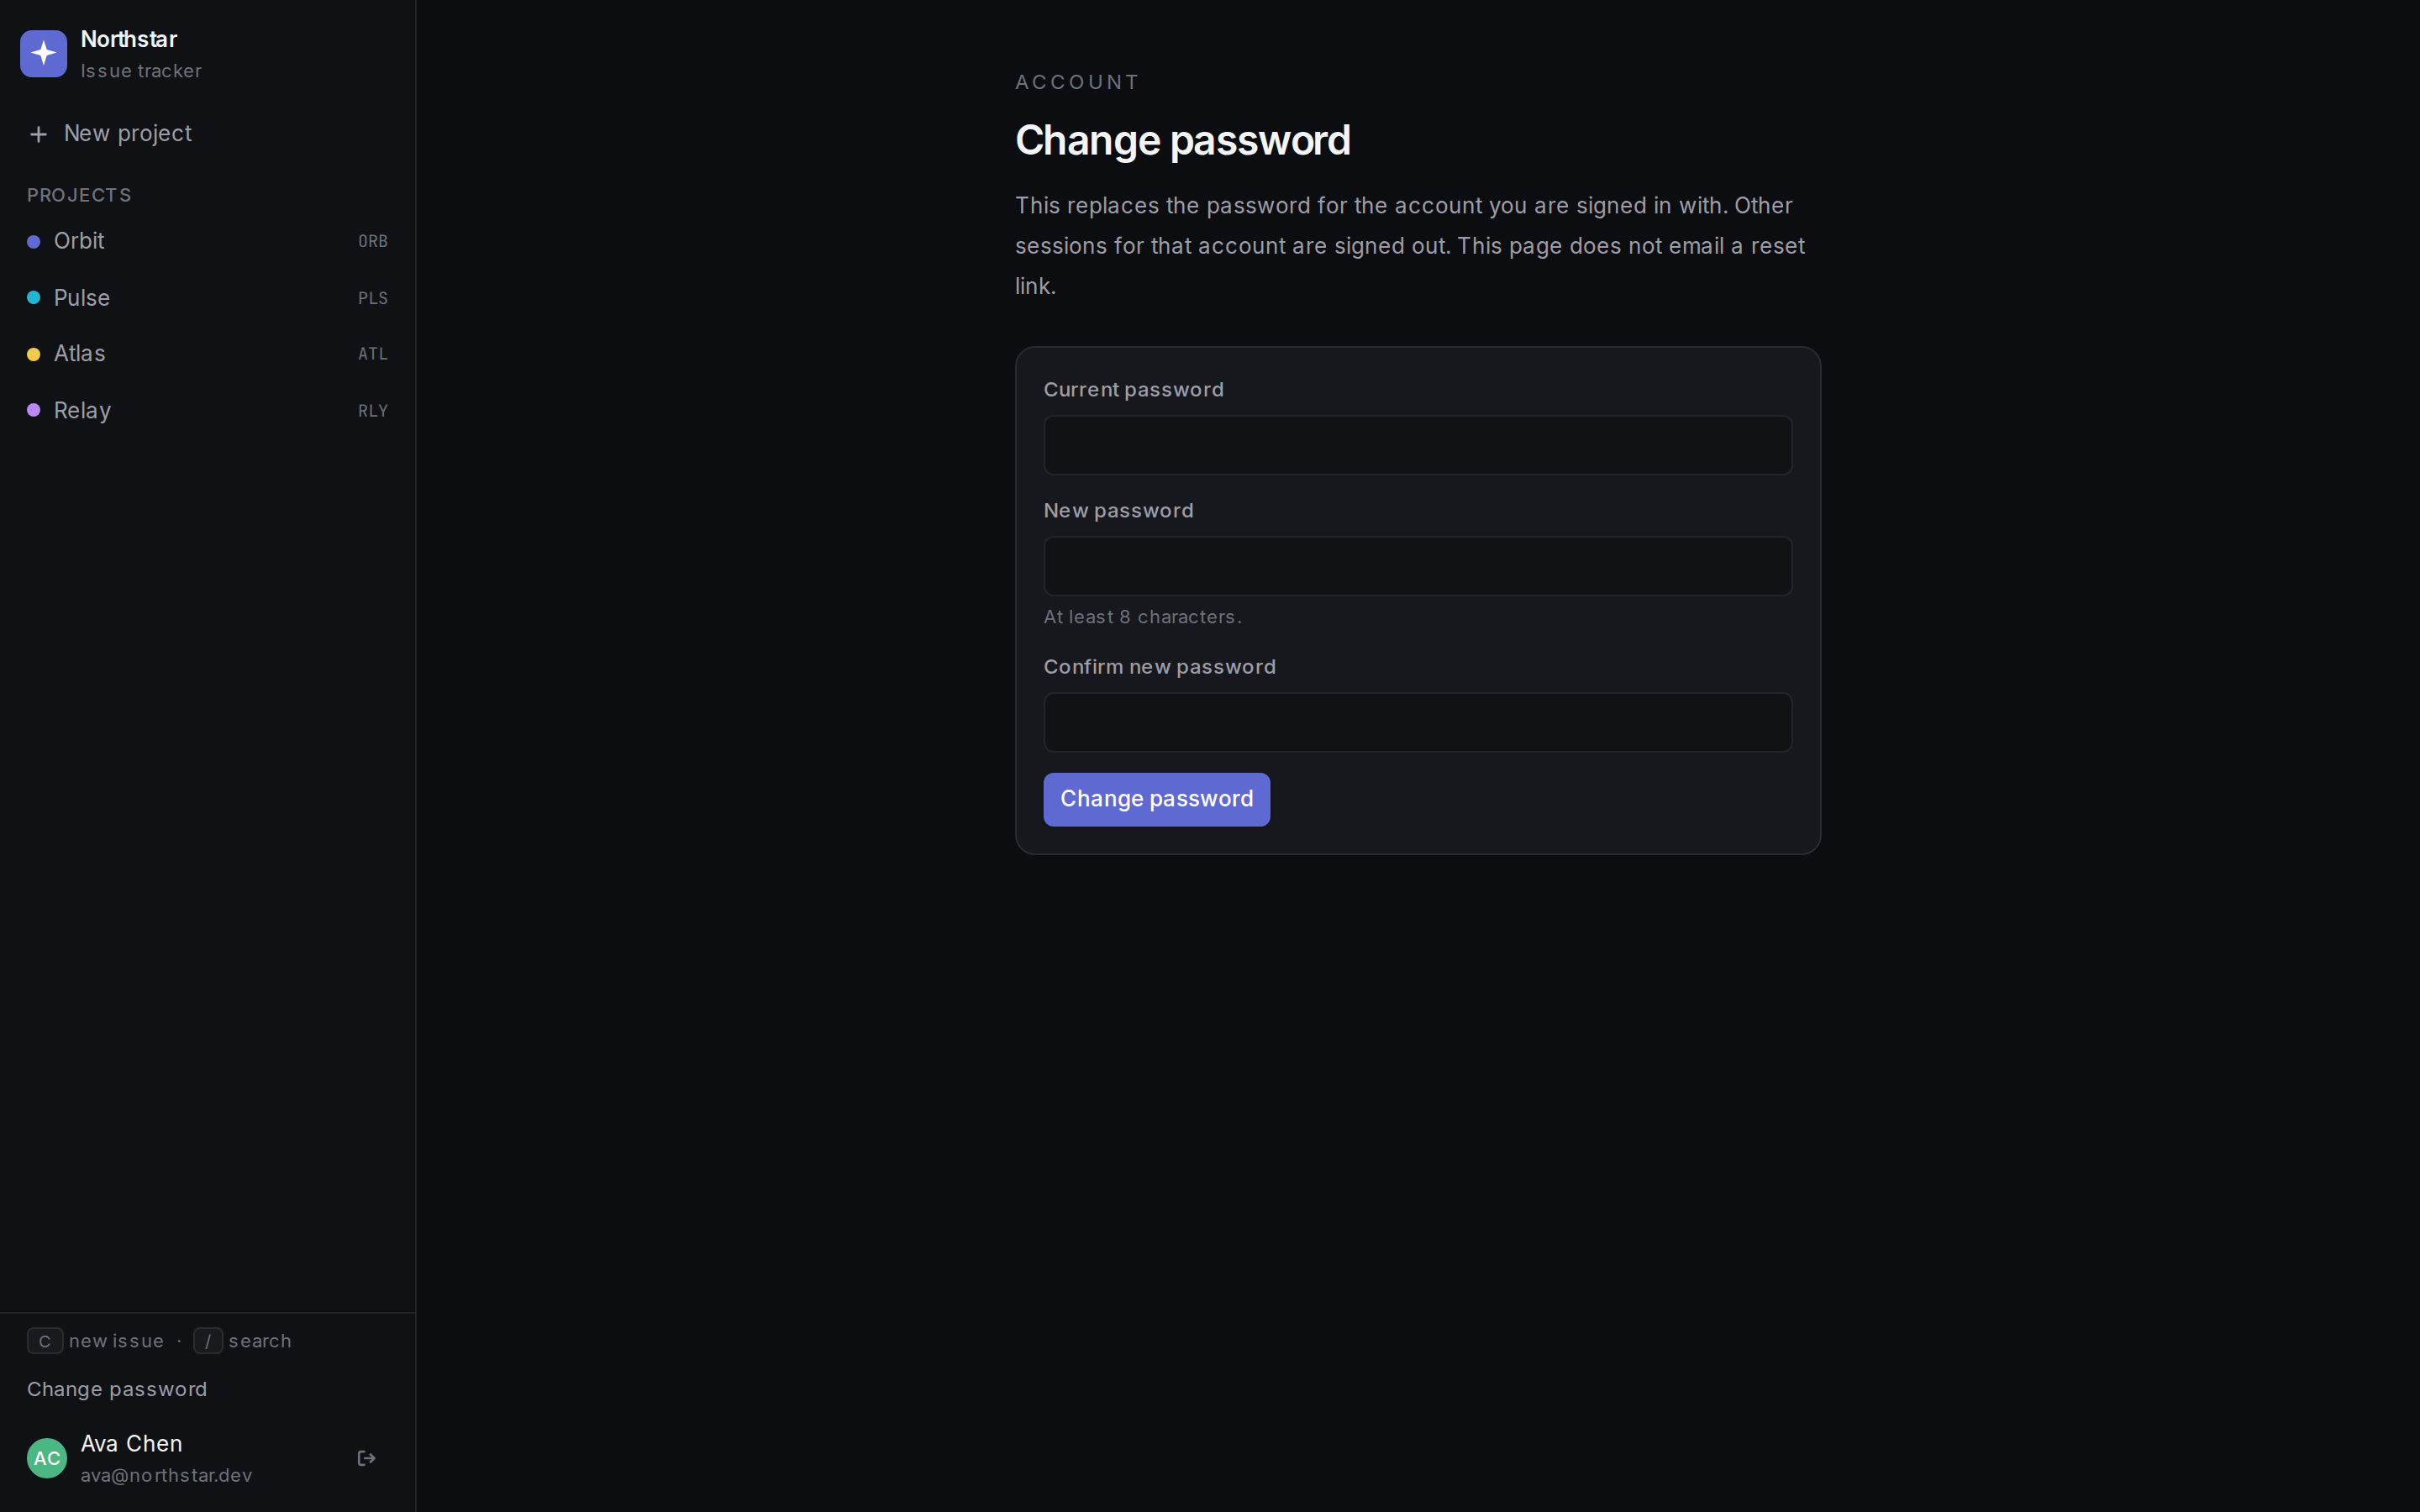 Northstar
Issue tracker
New project
PROJECTS
Orbit ORB
Pulse PLS
Atlas ATL
Relay RLY
C new issue · / search
Change password
AC
Ava Chen
ava@northstar.dev
ACCOUNT
Change password
This replaces the password for the account you are signed in with. Other
sessions for that account are signed out. This page does not email a reset
link.
Current password
New password
At least 8 characters.
Confirm new password
Change password